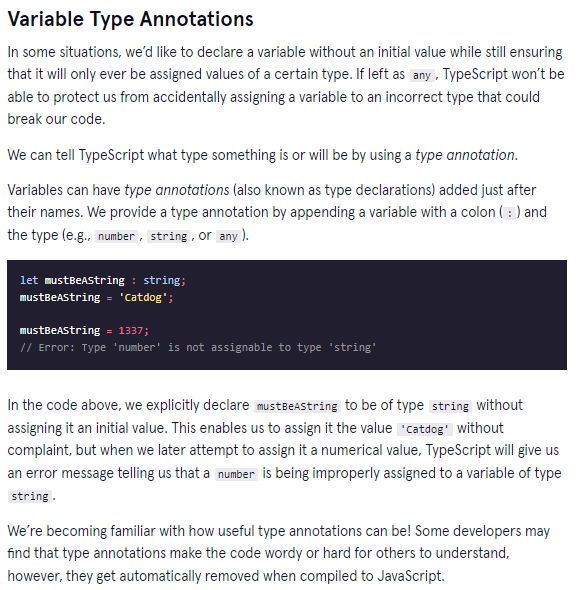 Variable Type Annotations
In some situations, we'd like to declare a variable without an initial value while still ensuring
that it will only ever be assigned values of a certain type. If left as any, TypeScript won't be
able to protect us from accidentally assigning a variable to an incorrect type that could
break our code.
We can tell TypeScript what type something is or will be by using a type annotation.
Variables can have type annotations (also known as type declarations) added just after
their names. We provide a type annotation by appending a variable with a colon (:) and
the type (e.g., number, string, or any).
let mustBeAString : string;
mustBeAString = 'Catdog';
mustBeAString = 1337;
// Error: Type 'number' is not assignable to type 'string'
In the code above, we explicitly declare mustBeAString to be of type string without
assigning it an initial value. This enables us to assign it the value 'Catdog' without
complaint, but when we later attempt to assign it a numerical value, TypeScript will give us
an error message telling us that a number is being improperly assigned to a variable of type
string.
We're becoming familiar with how useful type annotations can be! Some developers may
find that type annotations make the code wordy or hard for others to understand,
however, they get automatically removed when compiled to JavaScript.